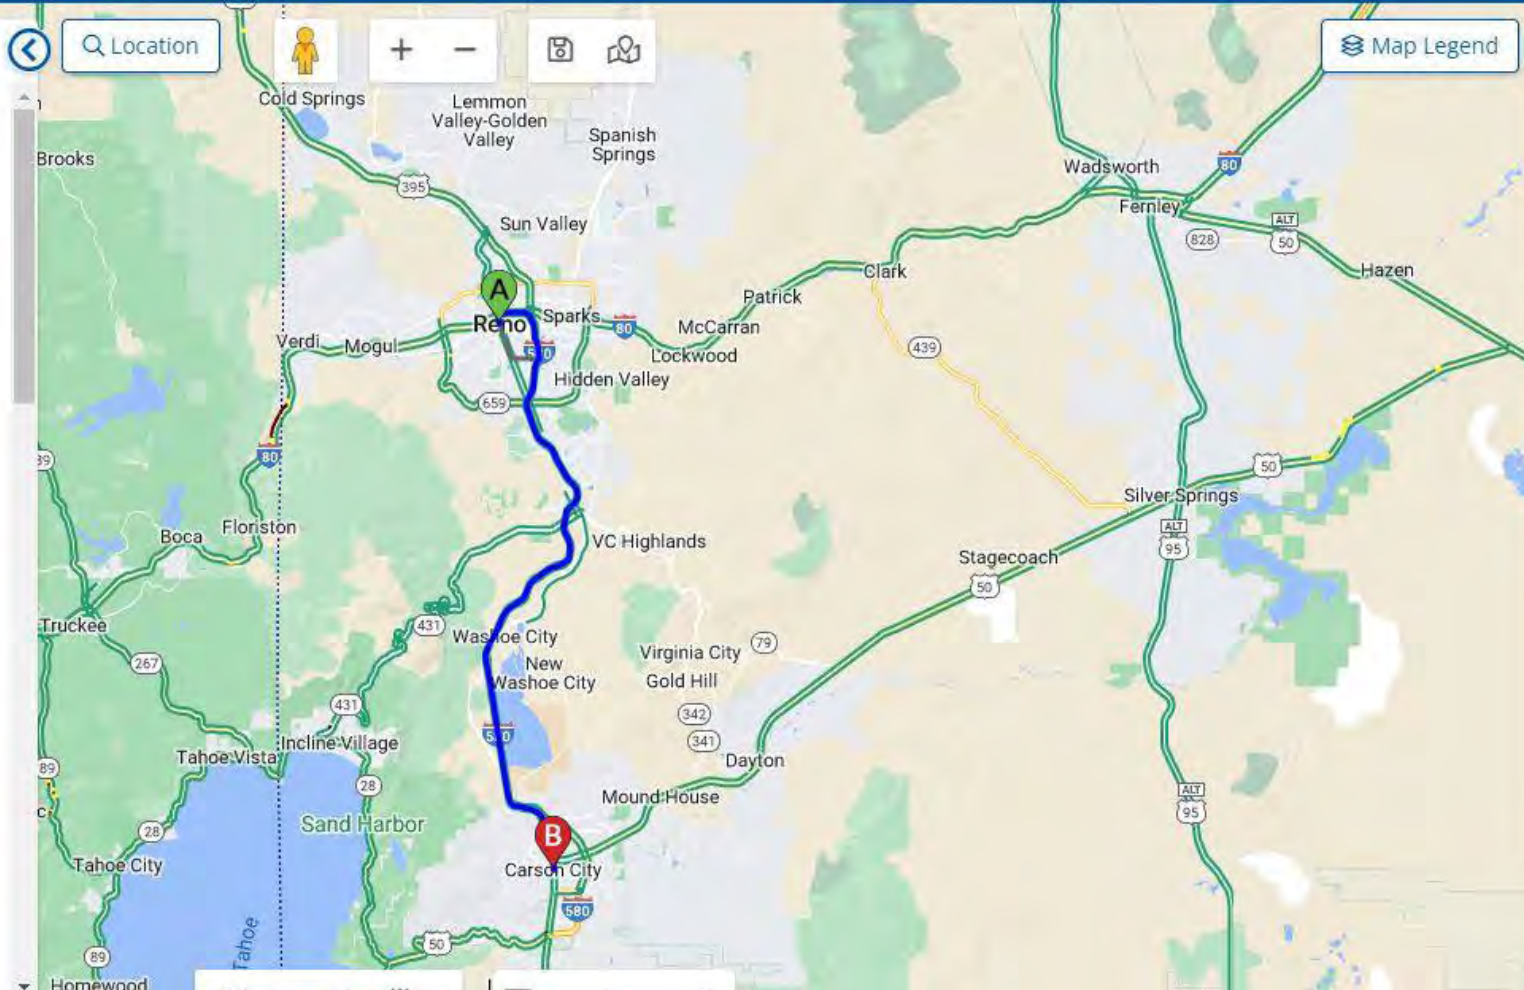 Location
Map Legend
Cold Springs
Lemmon
Valley-Golden
Valley
Spanish
Springs
Brooks
395
Wadsworth
80
Fernley
ALT
50
828
Sun Valley
Hazen
Clark
A
Patrick
Reno
Sparks
80
McCarran
Verdi
Mogul
Lockwood
439
Hidden Valley
659
80
89
50
Silver Springs
Floriston
Boca
VC Highlands
ALT
95
Stagecoach
50
Truckee
431
Washoe City
79
Virginia City
267
New
Washoe City
Gold Hill
431
342
341
Incline Village
Tahoe Vista
Dayton
89
28
Mound House
ALT
95
Sand Harbor
28
B
Tahoe City
Carson City
580
50
Tahoe
89
Homewood